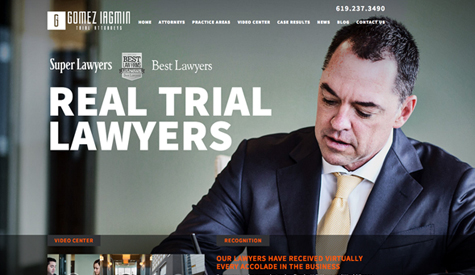 619.237.3490
GOMEZ IAGMIN
TRIAL ATTORNEYS
HOME ATTORNEYS PRACTICE AREAS VIDEO CENTER CASE RESULTS NEWS BLOG CONTACT US
Super Lawyers
BEST
LAW FIRMS
Best Lawyers
REAL TRIAL
LAWYERS
VIDEO CENTER
RECOGNITION
OUR LAWYERS HAVE RECEIVED VIRTUALLY
EVERY ACCOLADE IN THE BUSINESS